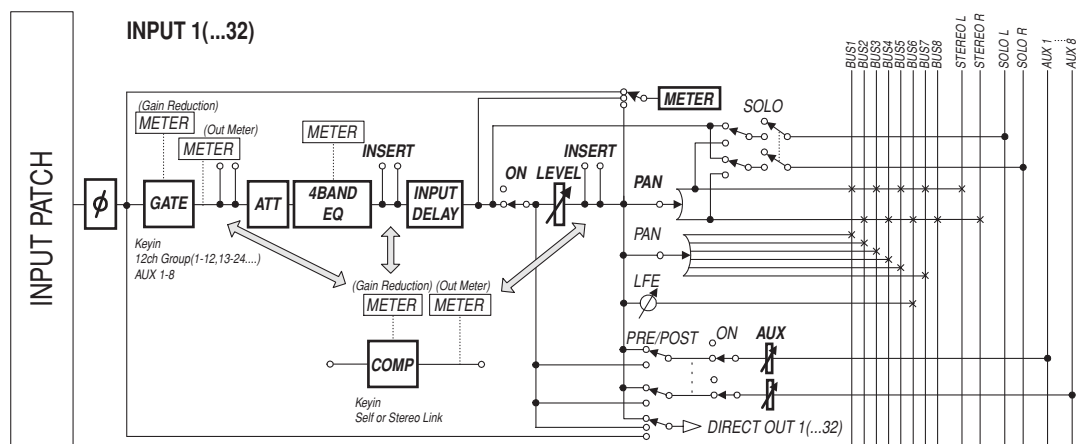 INPUT 1(...32)
INPUT PATCH
BUS1
BUS2
BUS3
BUS4
BUS5
BUS6
BUS7
BUS8
STEREO L
STEREO R
SOLO L
SOLO R
AUX 1
AUX 8
(Gain Reduction)
METER
(Out Meter)
METER
METER
METER
SOLO
INSERT
ON
LEVEL
INSERT
PAN
ϕ
GATE
ATT
4BAND
EQ
INPUT
DELAY
Keyin
12ch Group(1-12,13-24....)
AUX 1-8
PAN
(Gain Reduction)
(Out Meter)
METER
METER
LFE
PRE/POST
ON
AUX
COMP
Keyin
Self or Stereo Link
DIRECT OUT 1(...32)